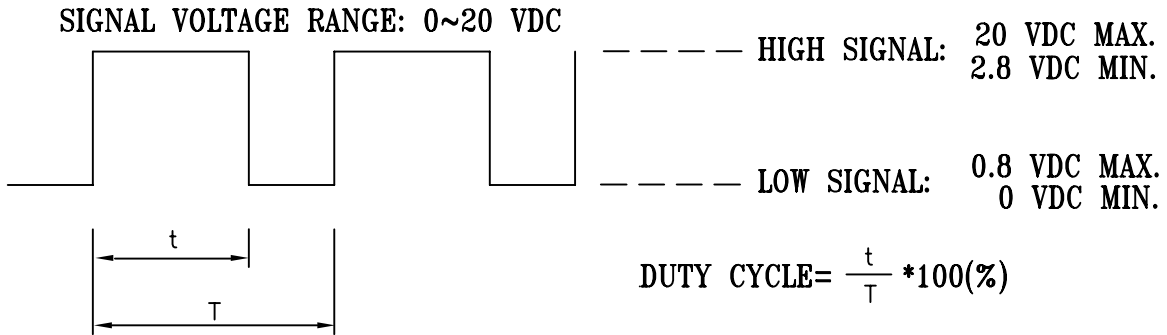 SIGNAL VOLTAGE RANGE: 0~20 VDC
HIGH SIGNAL: 20 VDC MAX.
2.8 VDC MIN.
LOW SIGNAL: 0.8 VDC MAX.
0 VDC MIN.
t
T
DUTY CYCLE= t/T *100(%)